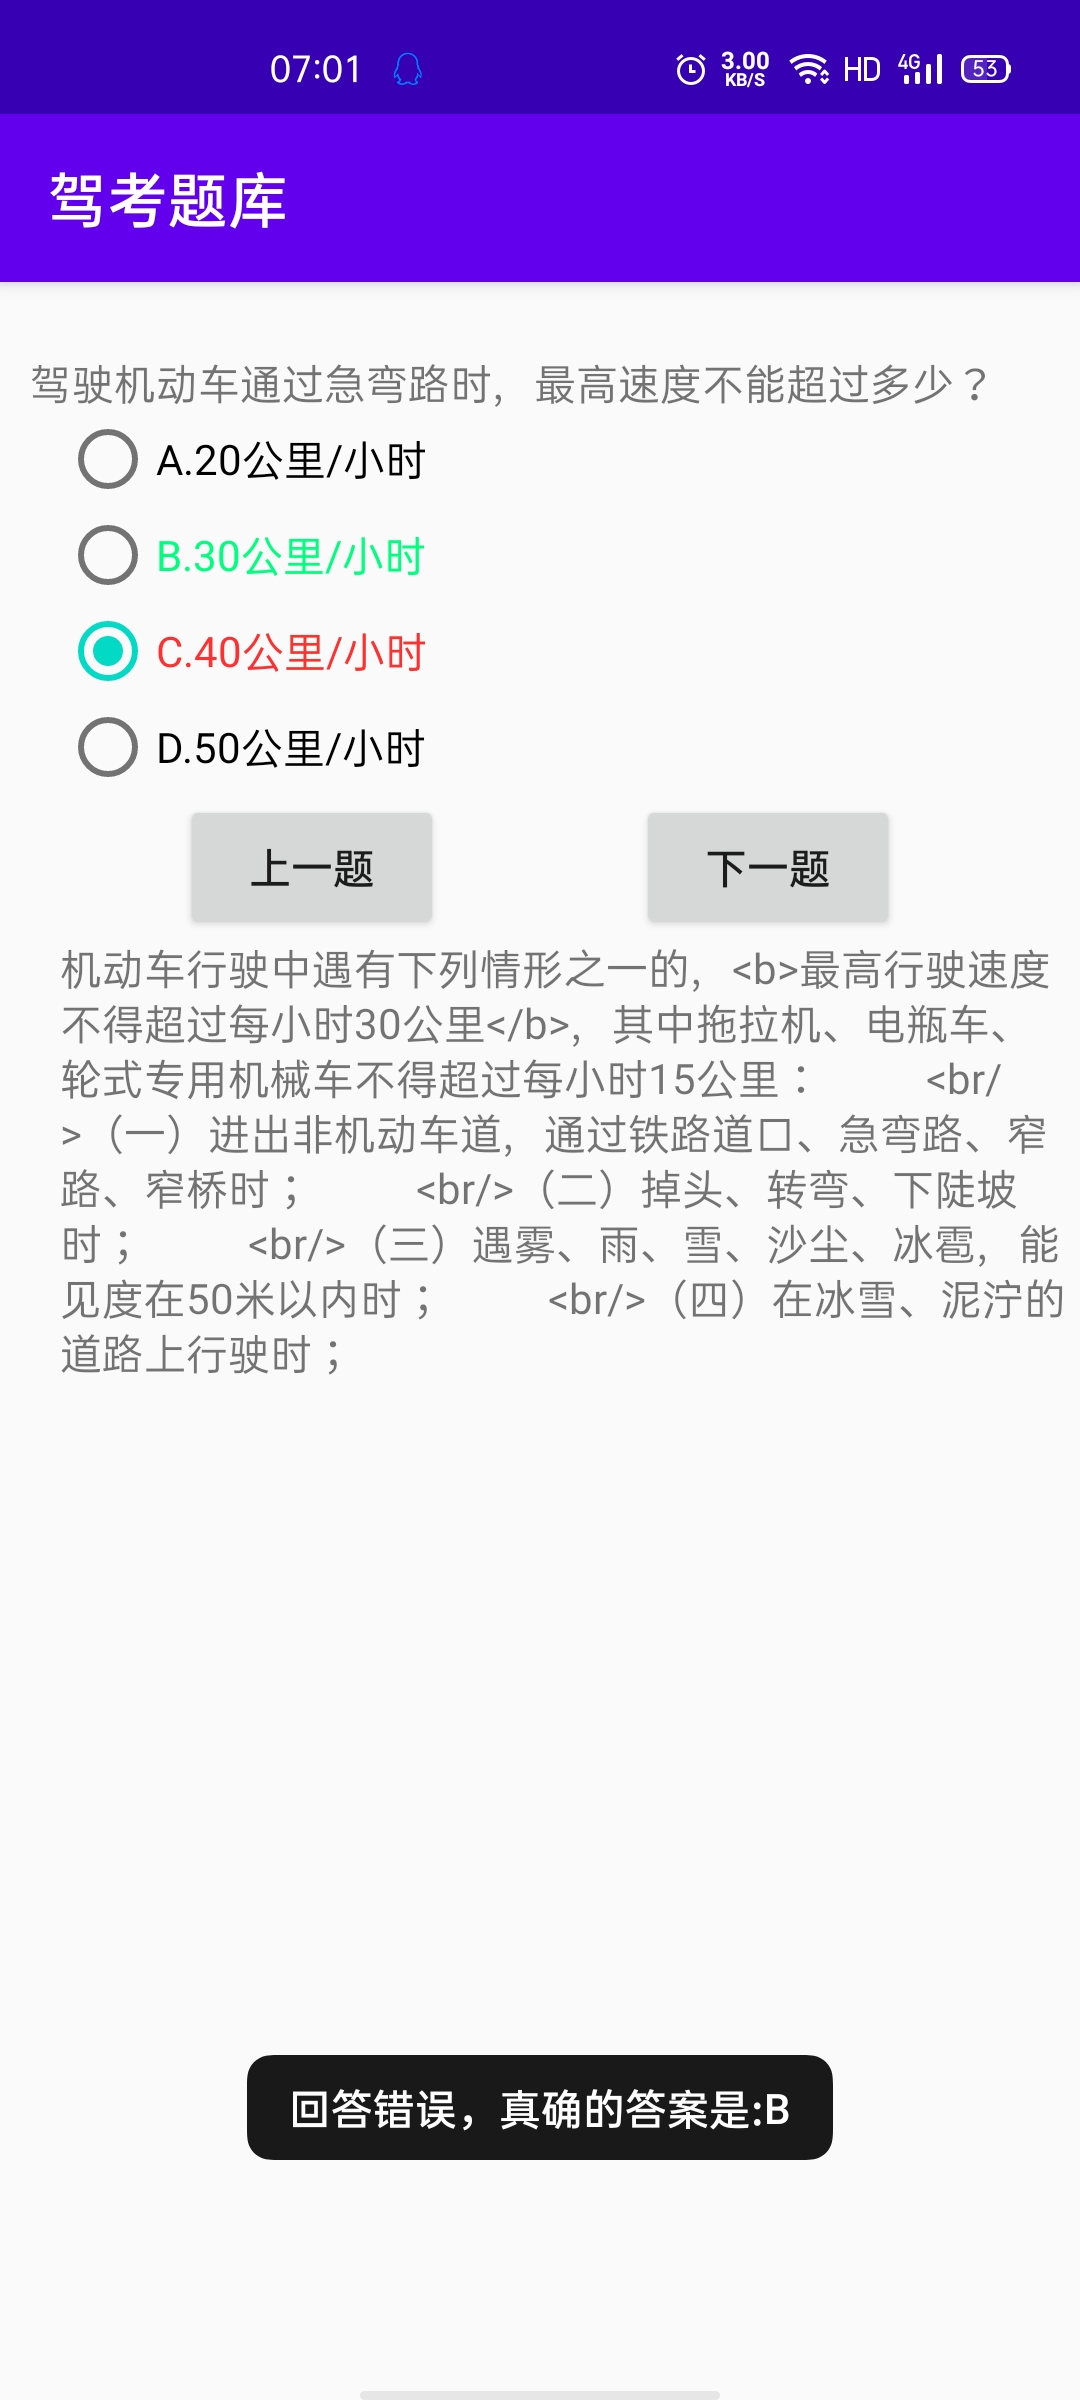 07:01
3.00
KB/S
HD
4G
53
驾考题库
驾驶机动车通过急弯路时，最高速度不能超过多少？
A.20公里/小时
B.30公里/小时
C.40公里/小时
D.50公里/小时
上一题
下一题
机动车行驶中遇有下列情形之一的，<b>最高行驶速度
不得超过每小时30公里</b>，其中拖拉机、电瓶车、
轮式专用机械车不得超过每小时15公里： <br/
>（一）进出非机动车道，通过铁路道口、急弯路、窄
路、窄桥时； <br/>（二）掉头、转弯、下陡坡
时； <br/>（三）遇雾、雨、雪、沙尘、冰雹，能
见度在50米以内时； <br/>（四）在冰雪、泥泞的
道路上行驶时；
回答错误，真确的答案是:B